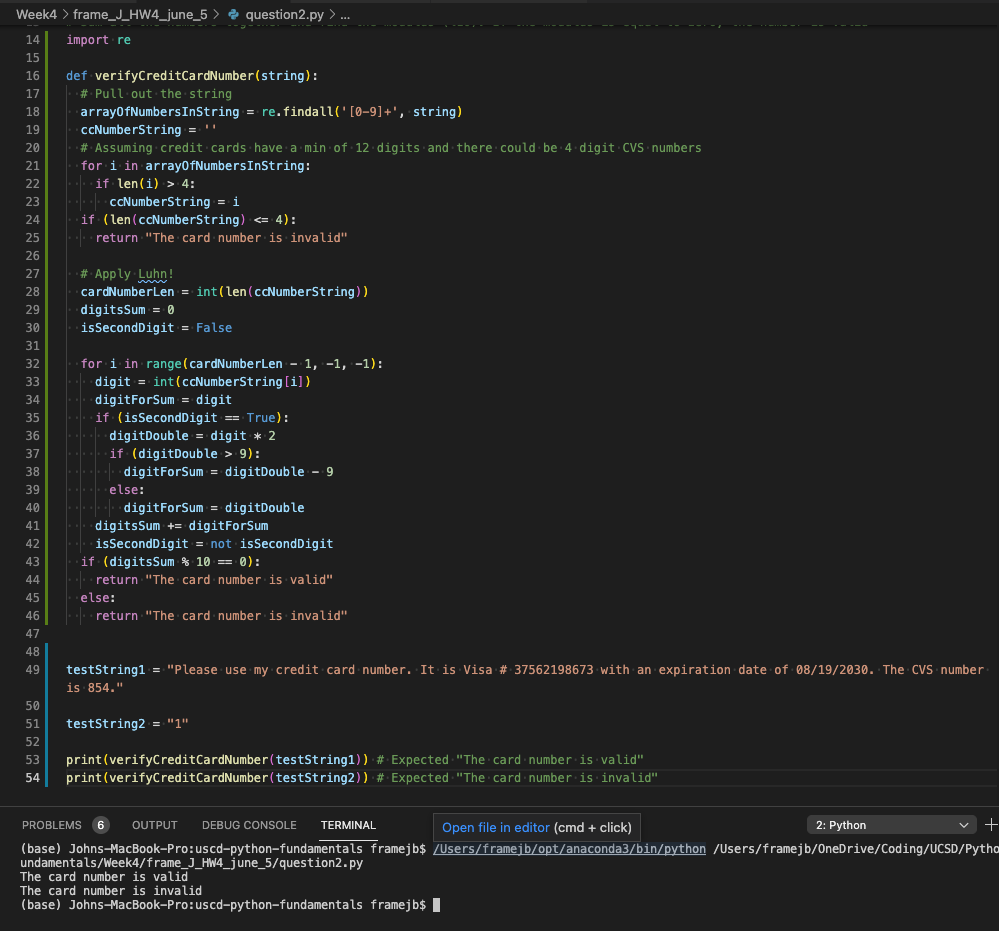 Week4 > frame_J_HW4_june_5 > question2.py > ...
14 import re
15
16 def verifyCreditCardNumber(string):
17 # Pull out the string
18 arrayOfNumbersInString = re.findall('[0-9]+', string)
19 ccNumberString = ''
20 # Assuming credit cards have a min of 12 digits and there could be 4 digit CVS numbers
21 for i in arrayOfNumbersInString:
22 if len(i) > 4:
23 ccNumberString = i
24 if (len(ccNumberString) <= 4):
25 return "The card number is invalid"
26
27 # Apply Luhn!
28 cardNumberLen = int(len(ccNumberString))
29 digitsSum = 0
30 isSecondDigit = False
31
32 for i in range(cardNumberLen - 1, -1, -1):
33 digit = int(ccNumberString[i])
34 digitForSum = digit
35 if (isSecondDigit == True):
36 digitDouble = digit * 2
37 if (digitDouble > 9):
38 digitForSum = digitDouble - 9
39 else:
40 digitForSum = digitDouble
41 digitsSum += digitForSum
42 isSecondDigit = not isSecondDigit
43 if (digitsSum % 10 == 0):
44 return "The card number is valid"
45 else:
46 return "The card number is invalid"
47
48
49 testString1 = "Please use my credit card number. It is Visa # 37562198673 with an expiration date of 08/19/2030. The CVS number
is 854."
50
51 testString2 = "1"
52
53 print(verifyCreditCardNumber(testString1)) # Expected "The card number is valid"
54 print(verifyCreditCardNumber(testString2)) # Expected "The card number is invalid"
PROBLEMS 6 OUTPUT DEBUG CONSOLE TERMINAL Open file in editor (cmd + click) 2: Python
(base) Johns-MacBook-Pro:uscd-python-fundamentals framejb$ /Users/framejb/opt/anaconda3/bin/python /Users/framejb/OneDrive/Coding/UCSD/Pytho
undamentals/Week4/frame_J_HW4_june_5/question2.py
The card number is valid
The card number is invalid
(base) Johns-MacBook-Pro:uscd-python-fundamentals framejb$